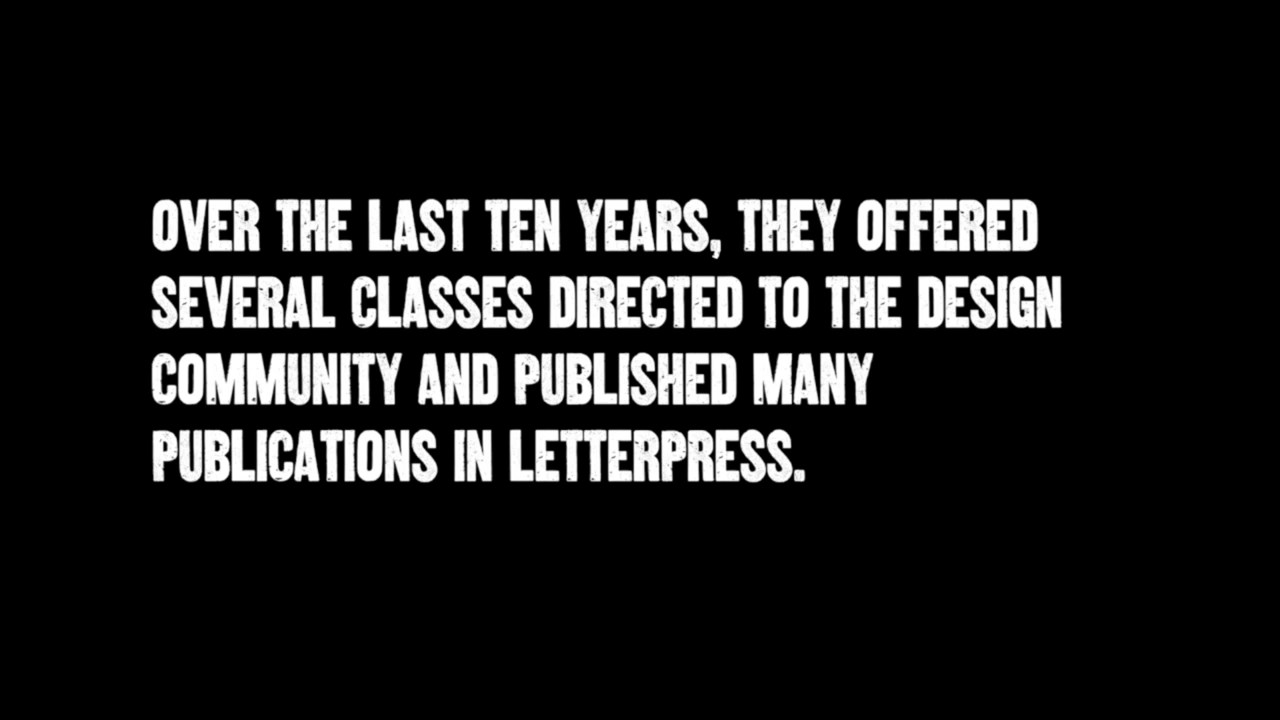 OVER THE LAST TEN YEARS, THEY OFFERED
SEVERAL CLASSES DIRECTED TO THE DESIGN
COMMUNITY AND PUBLISHED MANY
PUBLICATIONS IN LETTERPRESS.